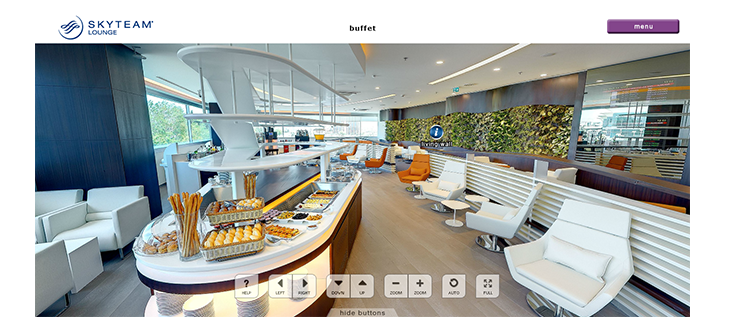 SKYTEAM
LOUNGE
buffet
menu
i
living wall
?
HELP
LEFT
RIGHT
DOWN
UP
ZOOM
ZOOM
AUTO
FULL
hide buttons